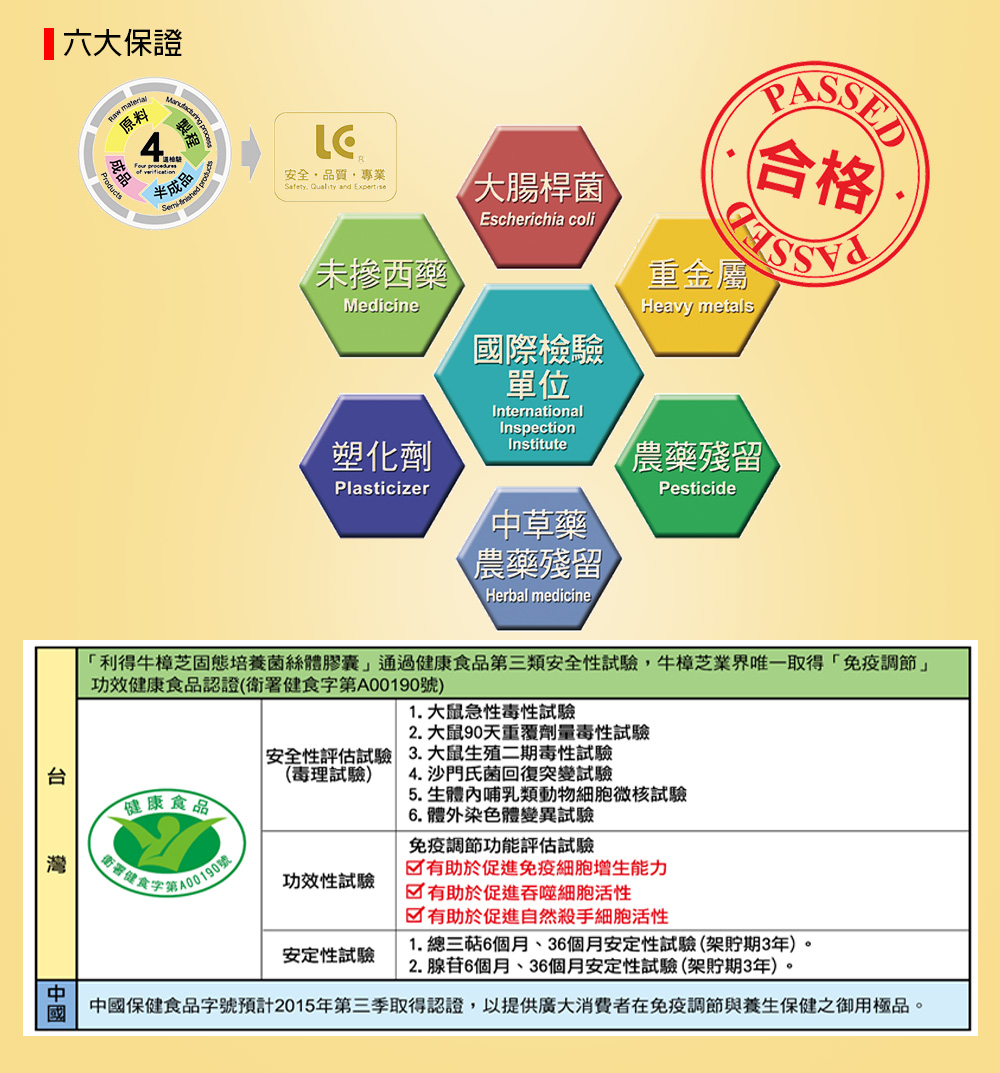 六大保證
Raw material
原料
Manufacturing process
製程
4道檢驗
Four procedures
of verification
成品
Products
半成品
Semi-finished products
LC
R
安全・品質・專業
Safety, Quality and Expertise
PASSED
合格
PASSED
大腸桿菌
Escherichia coli
未摻西藥
Medicine
重金屬
Heavy metals
國際檢驗
單位
International
Inspection
Institute
塑化劑
Plasticizer
農藥殘留
Pesticide
中草藥
農藥殘留
Herbal medicine
台灣
「利得牛樟芝固態培養菌絲體膠囊」通過健康食品第三類安全性試驗，牛樟芝業界唯一取得「免疫調節」
功效健康食品認證(衛署健食字第A00190號)
健康食品
衛署健食字第A00190號
安全性評估試驗
（毒理試驗）
1. 大鼠急性毒性試驗
2. 大鼠90天重覆劑量毒性試驗
3. 大鼠生殖二期毒性試驗
4. 沙門氏菌回復突變試驗
5. 生體內哺乳類動物細胞微核試驗
6. 體外染色體變異試驗
功效性試驗
免疫調節功能評估試驗
☑有助於促進免疫細胞增生能力
☑有助於促進吞噬細胞活性
☑有助於促進自然殺手細胞活性
安定性試驗
1. 總三萜6個月、36個月安定性試驗 (架貯期3年) 。
2. 腺苷6個月、36個月安定性試驗 (架貯期3年) 。
中國
中國保健食品字號預計2015年第三季取得認證，以提供廣大消費者在免疫調節與養生保健之御用極品。